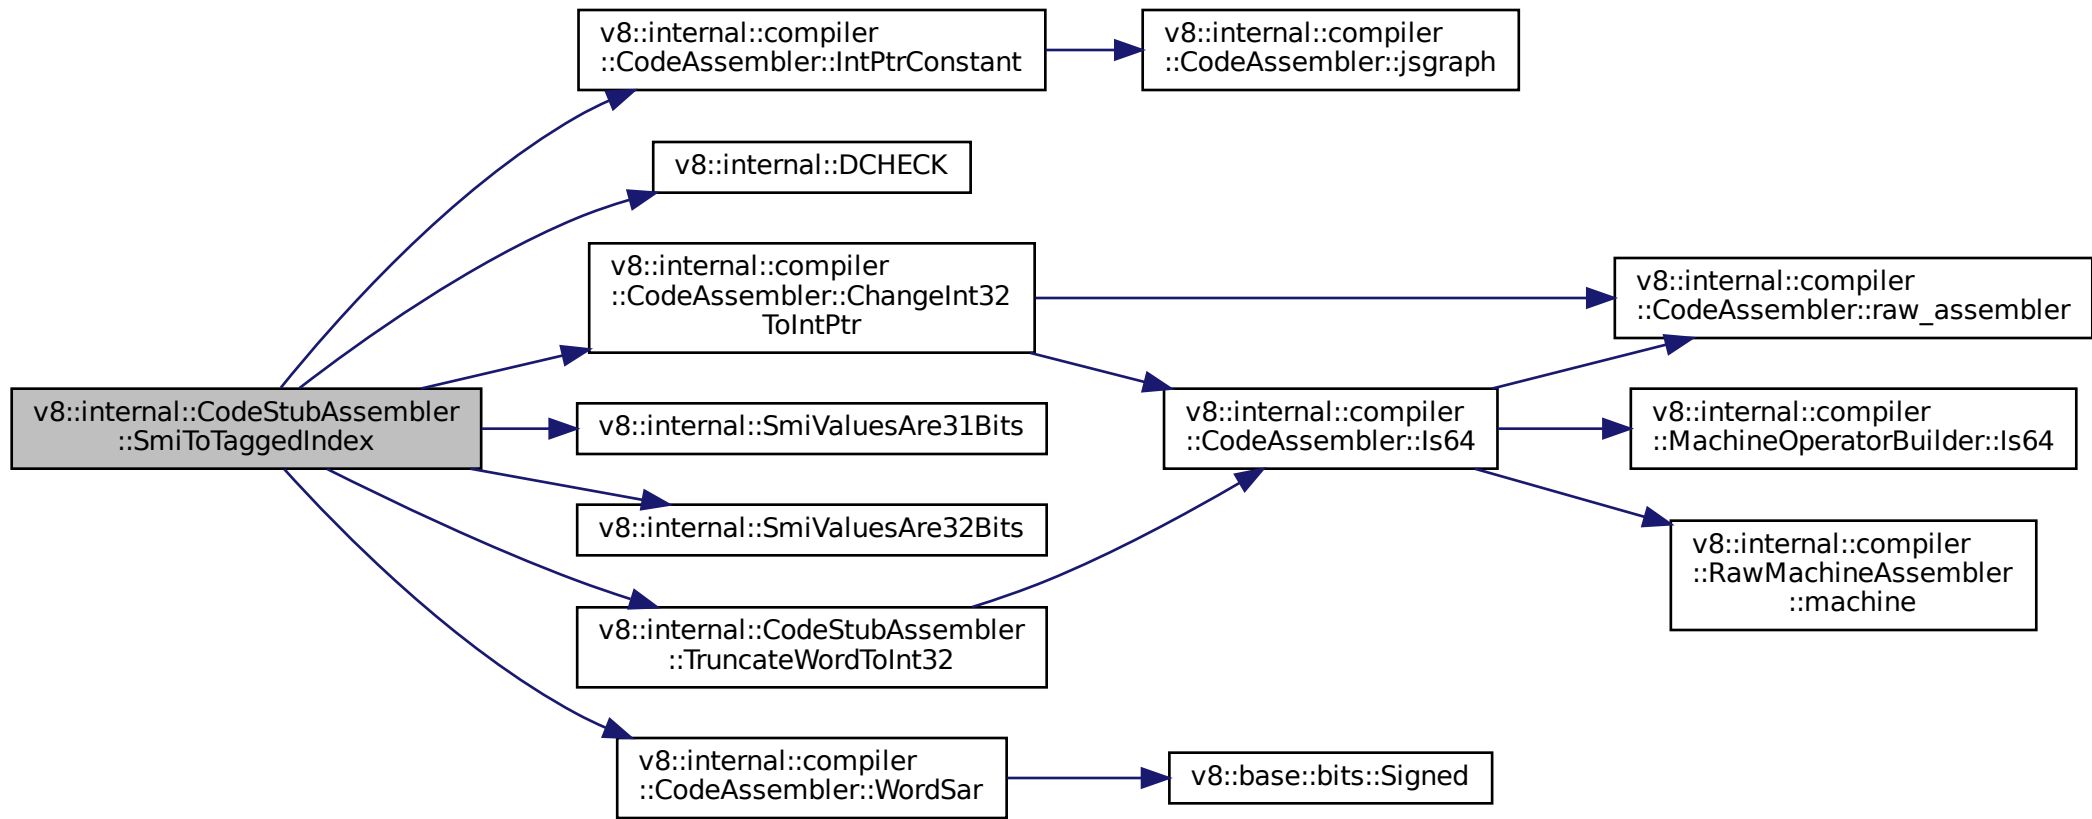 v8::internal::compiler
::CodeAssembler::IntPtrConstant
v8::internal::compiler
::CodeAssembler::jsgraph
v8::internal::DCHECK
v8::internal::compiler
::CodeAssembler::ChangeInt32
ToIntPtr
v8::internal::compiler
::CodeAssembler::raw_assembler
v8::internal::CodeStubAssembler
::SmiToTaggedIndex
v8::internal::SmiValuesAre31Bits
v8::internal::compiler
::CodeAssembler::Is64
v8::internal::compiler
::MachineOperatorBuilder::Is64
v8::internal::SmiValuesAre32Bits
v8::internal::compiler
::RawMachineAssembler
::machine
v8::internal::CodeStubAssembler
::TruncateWordToInt32
v8::internal::compiler
::CodeAssembler::WordSar
v8::base::bits::Signed